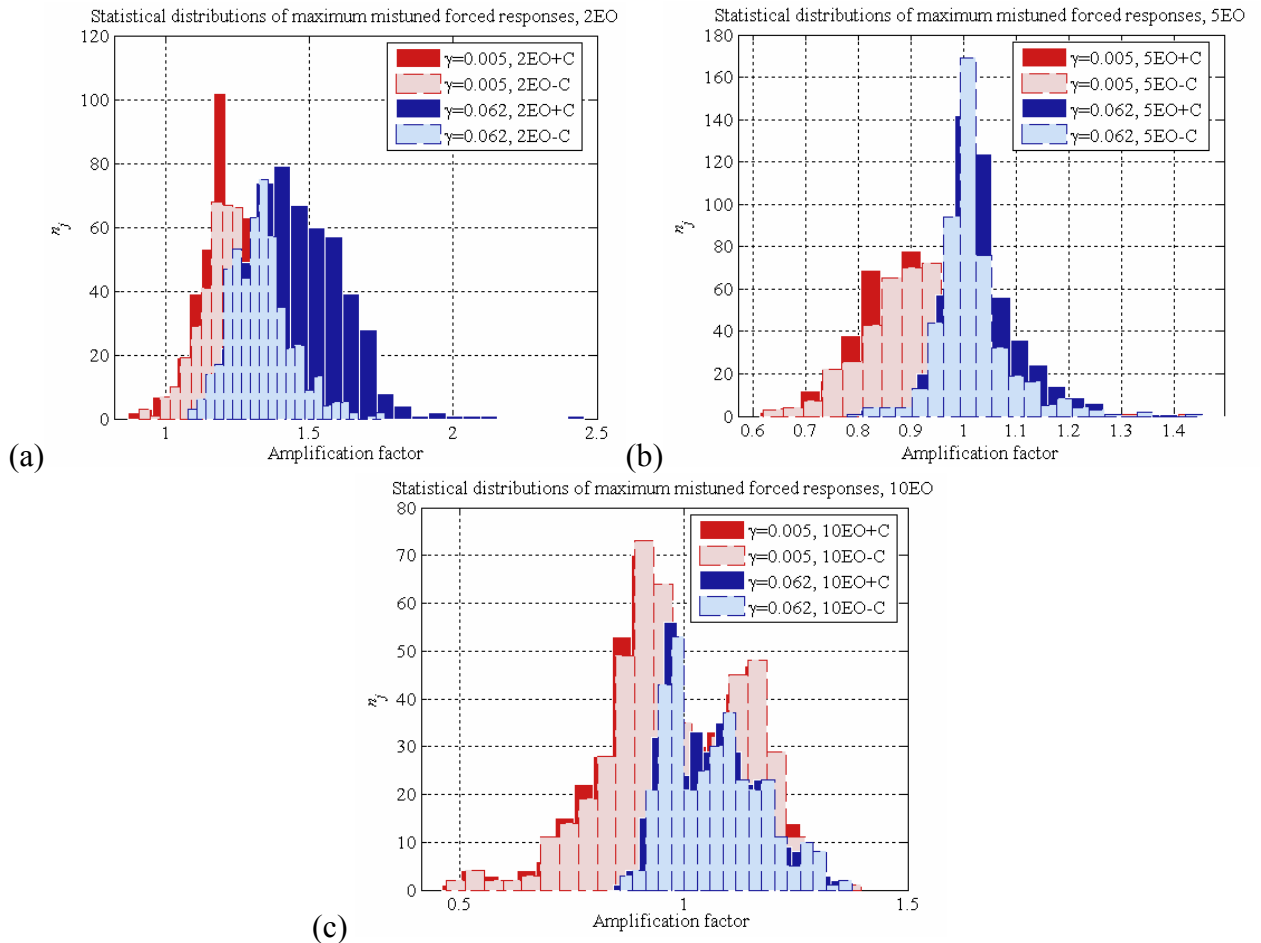 Statistical distributions of maximum mistuned forced responses, 2EO
120
100
80
60
40
20
0
n_j
1
1.5
2
2.5
Amplification factor
γ=0.005, 2EO+C
γ=0.005, 2EO-C
γ=0.062, 2EO+C
γ=0.062, 2EO-C
(a)
Statistical distributions of maximum mistuned forced responses, 5EO
180
160
140
120
100
80
60
40
20
0
n_j
0.6
0.7
0.8
0.9
1
1.1
1.2
1.3
1.4
Amplification factor
γ=0.005, 5EO+C
γ=0.005, 5EO-C
γ=0.062, 5EO+C
γ=0.062, 5EO-C
(b)
Statistical distributions of maximum mistuned forced responses, 10EO
80
70
60
50
40
30
20
10
0
n_j
0.5
1
1.5
Amplification factor
γ=0.005, 10EO+C
γ=0.005, 10EO-C
γ=0.062, 10EO+C
γ=0.062, 10EO-C
(c)